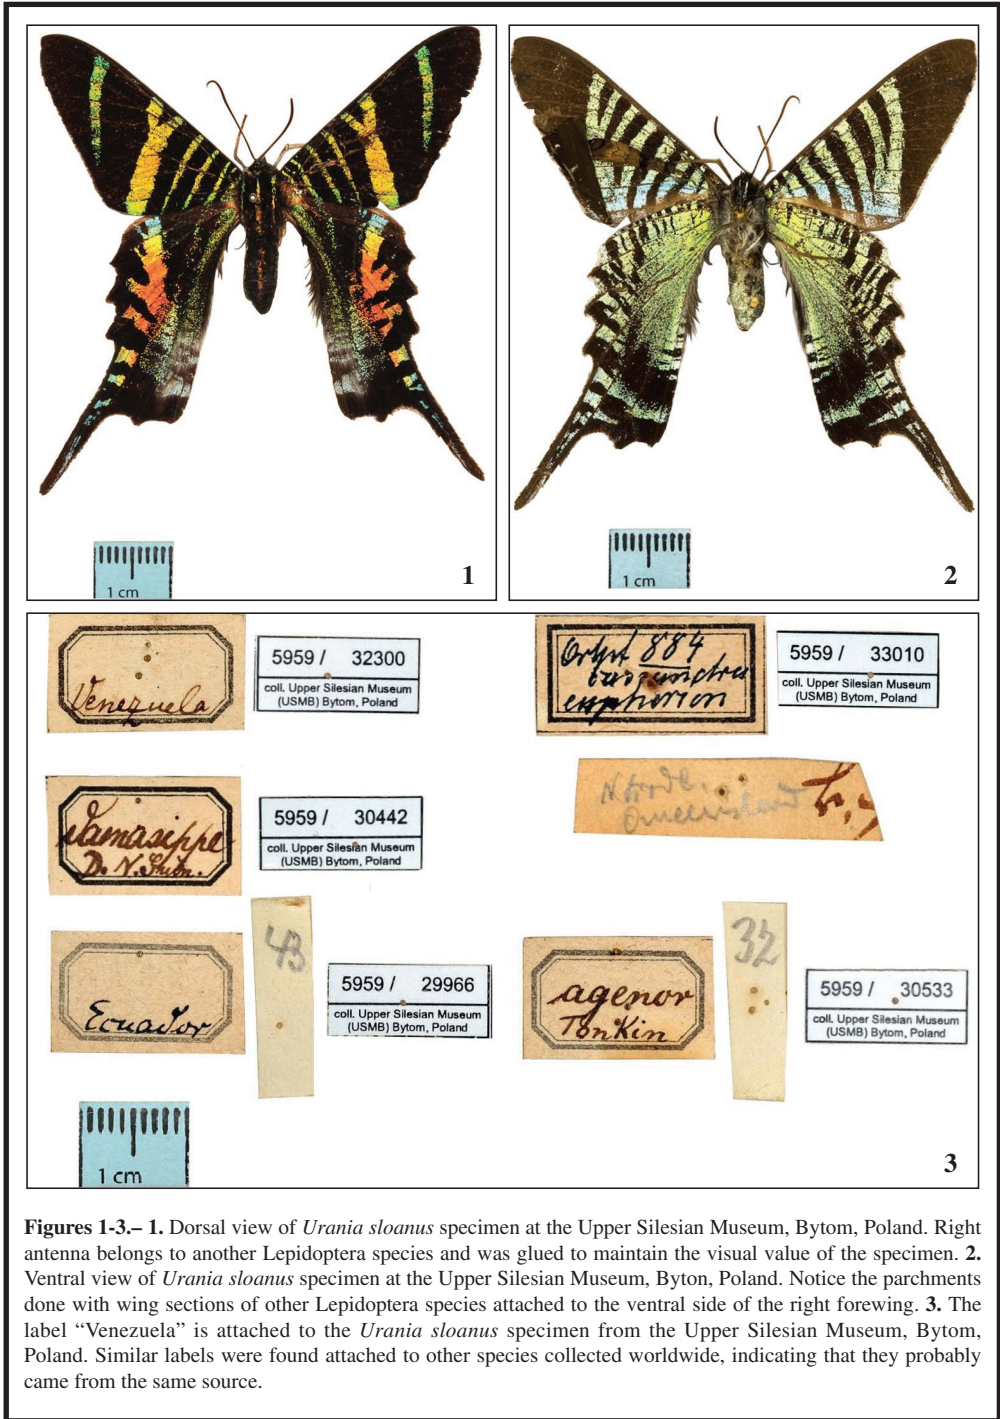 1 cm
1
1 cm
2
Venezuela
5959 / 32300
coll. Upper Silesian Museum
(USMB) Bytom, Poland
884
euphorion
5959 / 33010
coll. Upper Silesian Museum
(USMB) Bytom, Poland
Queensland
5959 / 30442
coll. Upper Silesian Museum
(USMB) Bytom, Poland
Ecuador
43
5959 / 29966
coll. Upper Silesian Museum
(USMB) Bytom, Poland
agenor
Tonkin
32
5959 / 30533
coll. Upper Silesian Museum
(USMB) Bytom, Poland
1 cm
3
Figures 1-3.– 1. Dorsal view of Urania sloanus specimen at the Upper Silesian Museum, Bytom, Poland. Right
antenna belongs to another Lepidoptera species and was glued to maintain the visual value of the specimen. 2.
Ventral view of Urania sloanus specimen at the Upper Silesian Museum, Byton, Poland. Notice the parchments
done with wing sections of other Lepidoptera species attached to the ventral side of the right forewing. 3. The
label “Venezuela” is attached to the Urania sloanus specimen from the Upper Silesian Museum, Bytom,
Poland. Similar labels were found attached to other species collected worldwide, indicating that they probably
came from the same source.